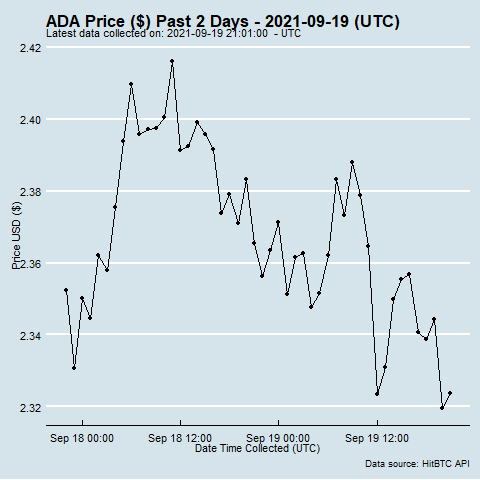 ADA Price ($) Past 2 Days - 2021-09-19 (UTC)
Latest data collected on: 2021-09-19 21:01:00  - UTC
2.42
2.40
2.38
2.36
2.34
2.32
Price USD ($)
Sep 18 00:00
Sep 18 12:00
Sep 19 00:00
Sep 19 12:00
Date Time Collected (UTC)
Data source: HitBTC API